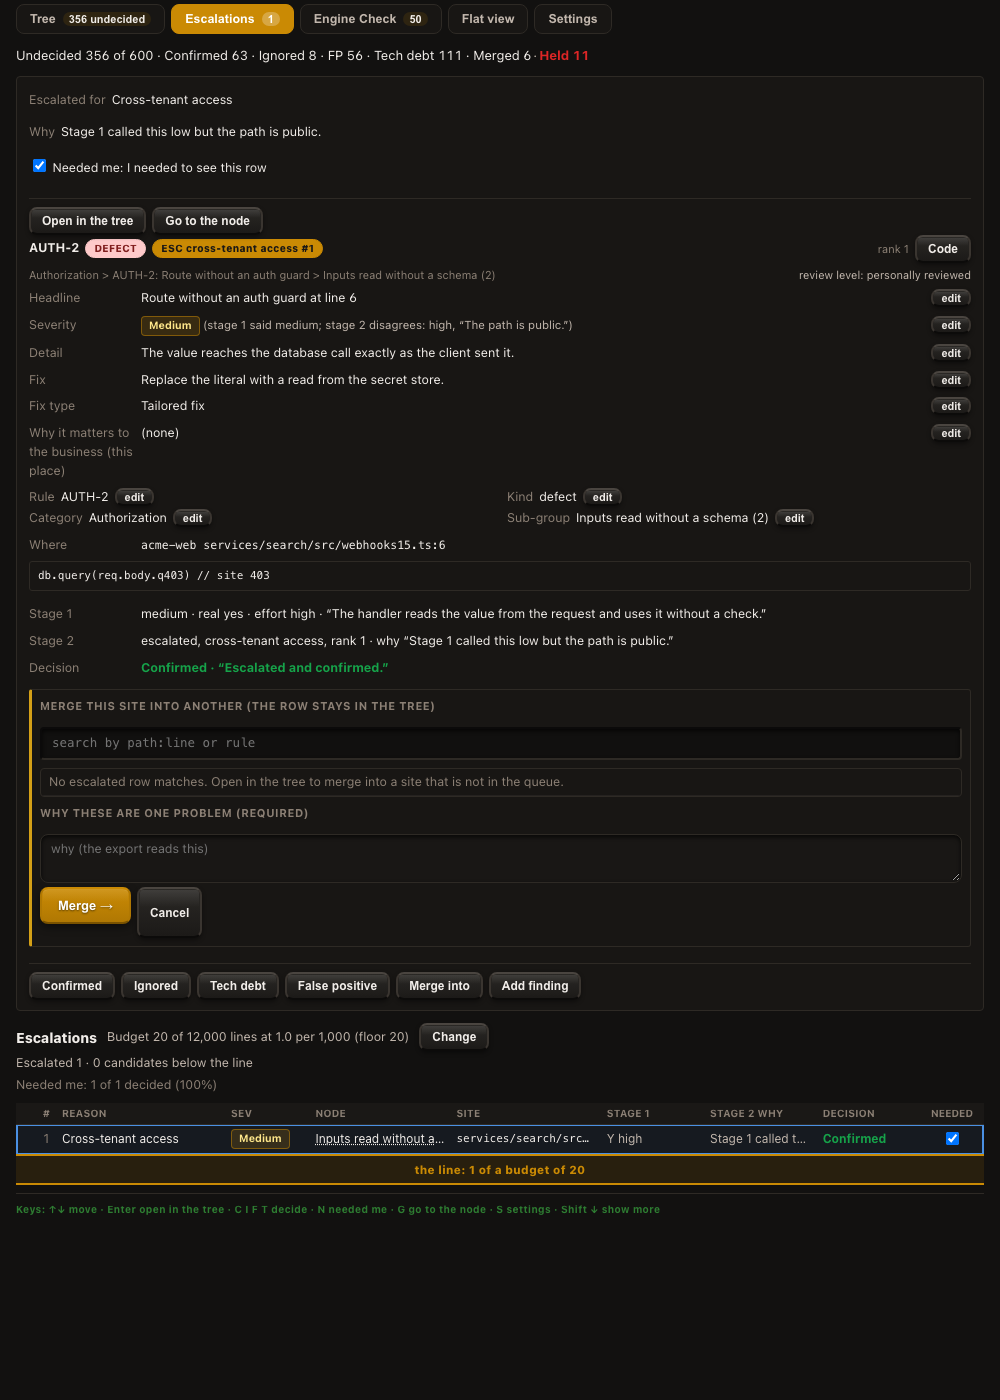 Tree 356 undecided Escalations 1 Engine Check 50 Flat view Settings
Undecided 356 of 600 · Confirmed 63 · Ignored 8 · FP 56 · Tech debt 111 · Merged 6 · Held 11
Escalated for Cross-tenant access
Why Stage 1 called this low but the path is public.
Needed me: I needed to see this row
Open in the tree Go to the node
AUTH-2 DEFECT ESC cross-tenant access #1 rank 1 Code
Authorization > AUTH-2: Route without an auth guard > Inputs read without a schema (2) review level: personally reviewed
Headline Route without an auth guard at line 6 edit
Severity Medium (stage 1 said medium; stage 2 disagrees: high, “The path is public.”) edit
Detail The value reaches the database call exactly as the client sent it. edit
Fix Replace the literal with a read from the secret store. edit
Fix type Tailored fix edit
Why it matters to (none) edit
the business (this
place)
Rule AUTH-2 edit Kind defect edit
Category Authorization edit Sub-group Inputs read without a schema (2) edit
Where acme-web services/search/src/webhooks15.ts:6
db.query(req.body.q403) // site 403
Stage 1 medium · real yes · effort high · “The handler reads the value from the request and uses it without a check.”
Stage 2 escalated, cross-tenant access, rank 1 · why “Stage 1 called this low but the path is public.”
Decision Confirmed · “Escalated and confirmed.”
MERGE THIS SITE INTO ANOTHER (THE ROW STAYS IN THE TREE)
search by path:line or rule
No escalated row matches. Open in the tree to merge into a site that is not in the queue.
WHY THESE ARE ONE PROBLEM (REQUIRED)
why (the export reads this)
Merge → Cancel
Confirmed Ignored Tech debt False positive Merge into Add finding
Escalations Budget 20 of 12,000 lines at 1.0 per 1,000 (floor 20) Change
Escalated 1 · 0 candidates below the line
Needed me: 1 of 1 decided (100%)
# REASON SEV NODE SITE STAGE 1 STAGE 2 WHY DECISION NEEDED
1 Cross-tenant access Medium Inputs read without a… services/search/src… Y high Stage 1 called t… Confirmed
the line: 1 of a budget of 20
Keys: ↑↓ move · Enter open in the tree · C I F T decide · N needed me · G go to the node · S settings · Shift ↓ show more